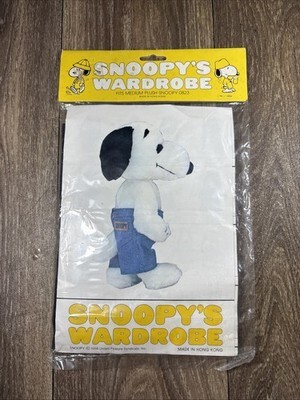 SNOOPY'S
WARDROBE
FITS MEDIUM PLUSH SNOOPY 0822
SNOOPY'S
WARDROBE
MADE IN HONG KONG